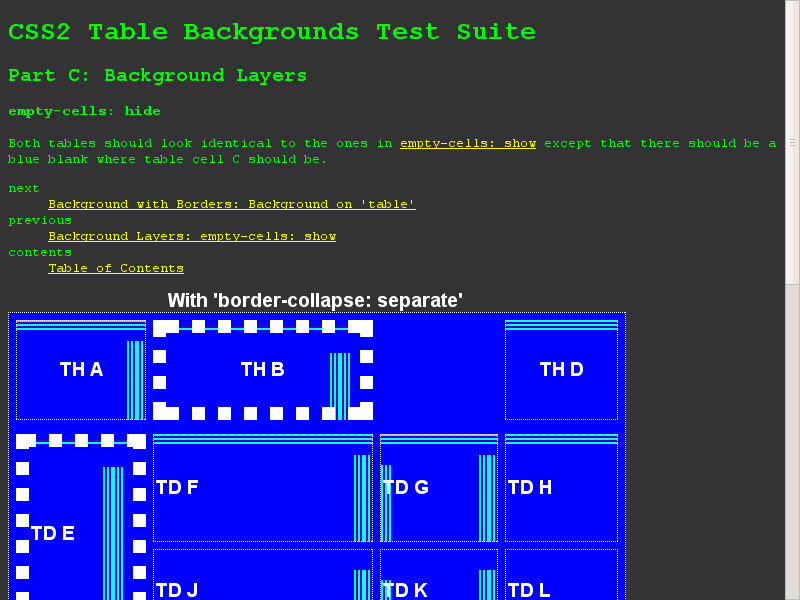 CSS2 Table Backgrounds Test Suite
Part C: Background Layers
empty-cells: hide
Both tables should look identical to the ones in empty-cells: show except that there should be a
blue blank where table cell C should be.
next
Background with Borders: Background on 'table'
previous
Background Layers: empty-cells: show
contents
Table of Contents
With 'border-collapse: separate'
TH A TH B TH D
TD F TD G TD H
TD E
TD J TD K TD L